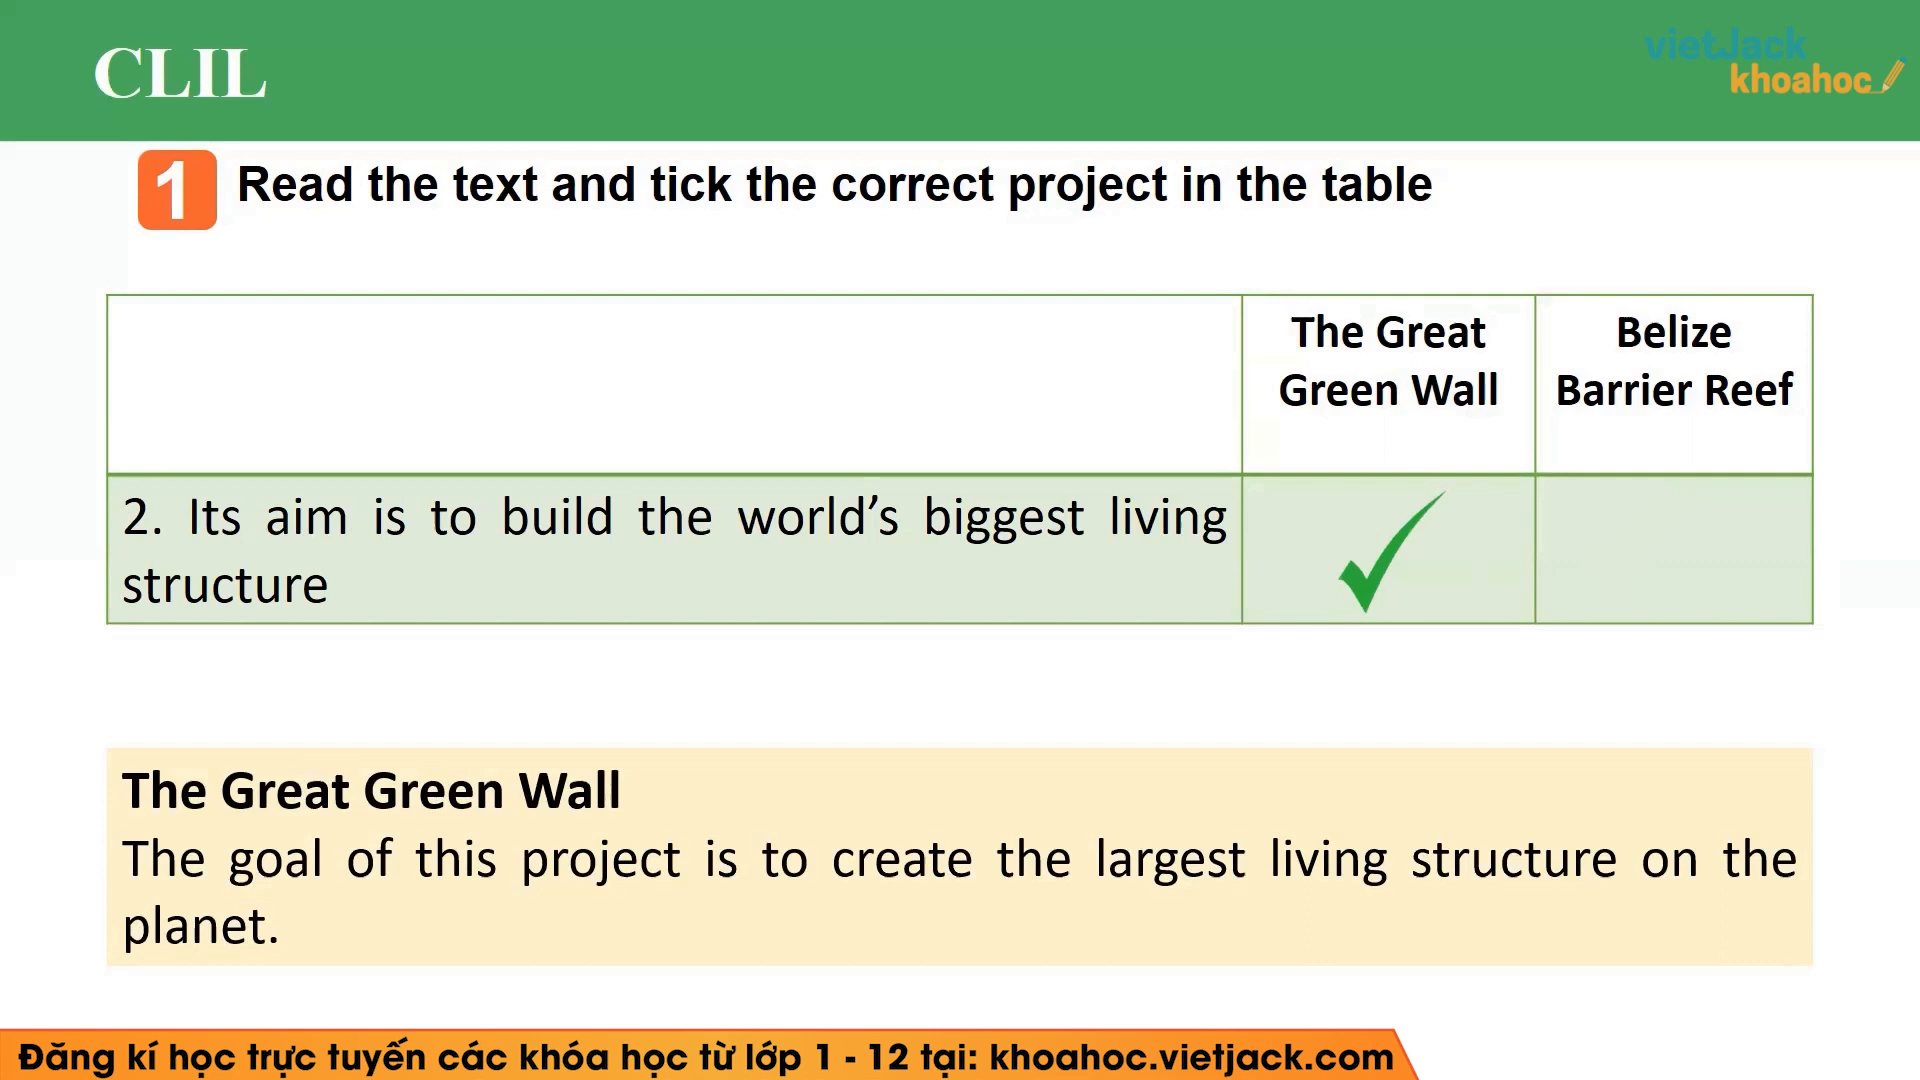 CLIL
vietJack
khoahoc
1 Read the text and tick the correct project in the table
The Great
Green Wall
Belize
Barrier Reef
2. Its aim is to build the world’s biggest living
structure
The Great Green Wall
The goal of this project is to create the largest living structure on the
planet.
Đăng kí học trực tuyến các khóa học từ lớp 1 - 12 tại: khoahoc.vietjack.com